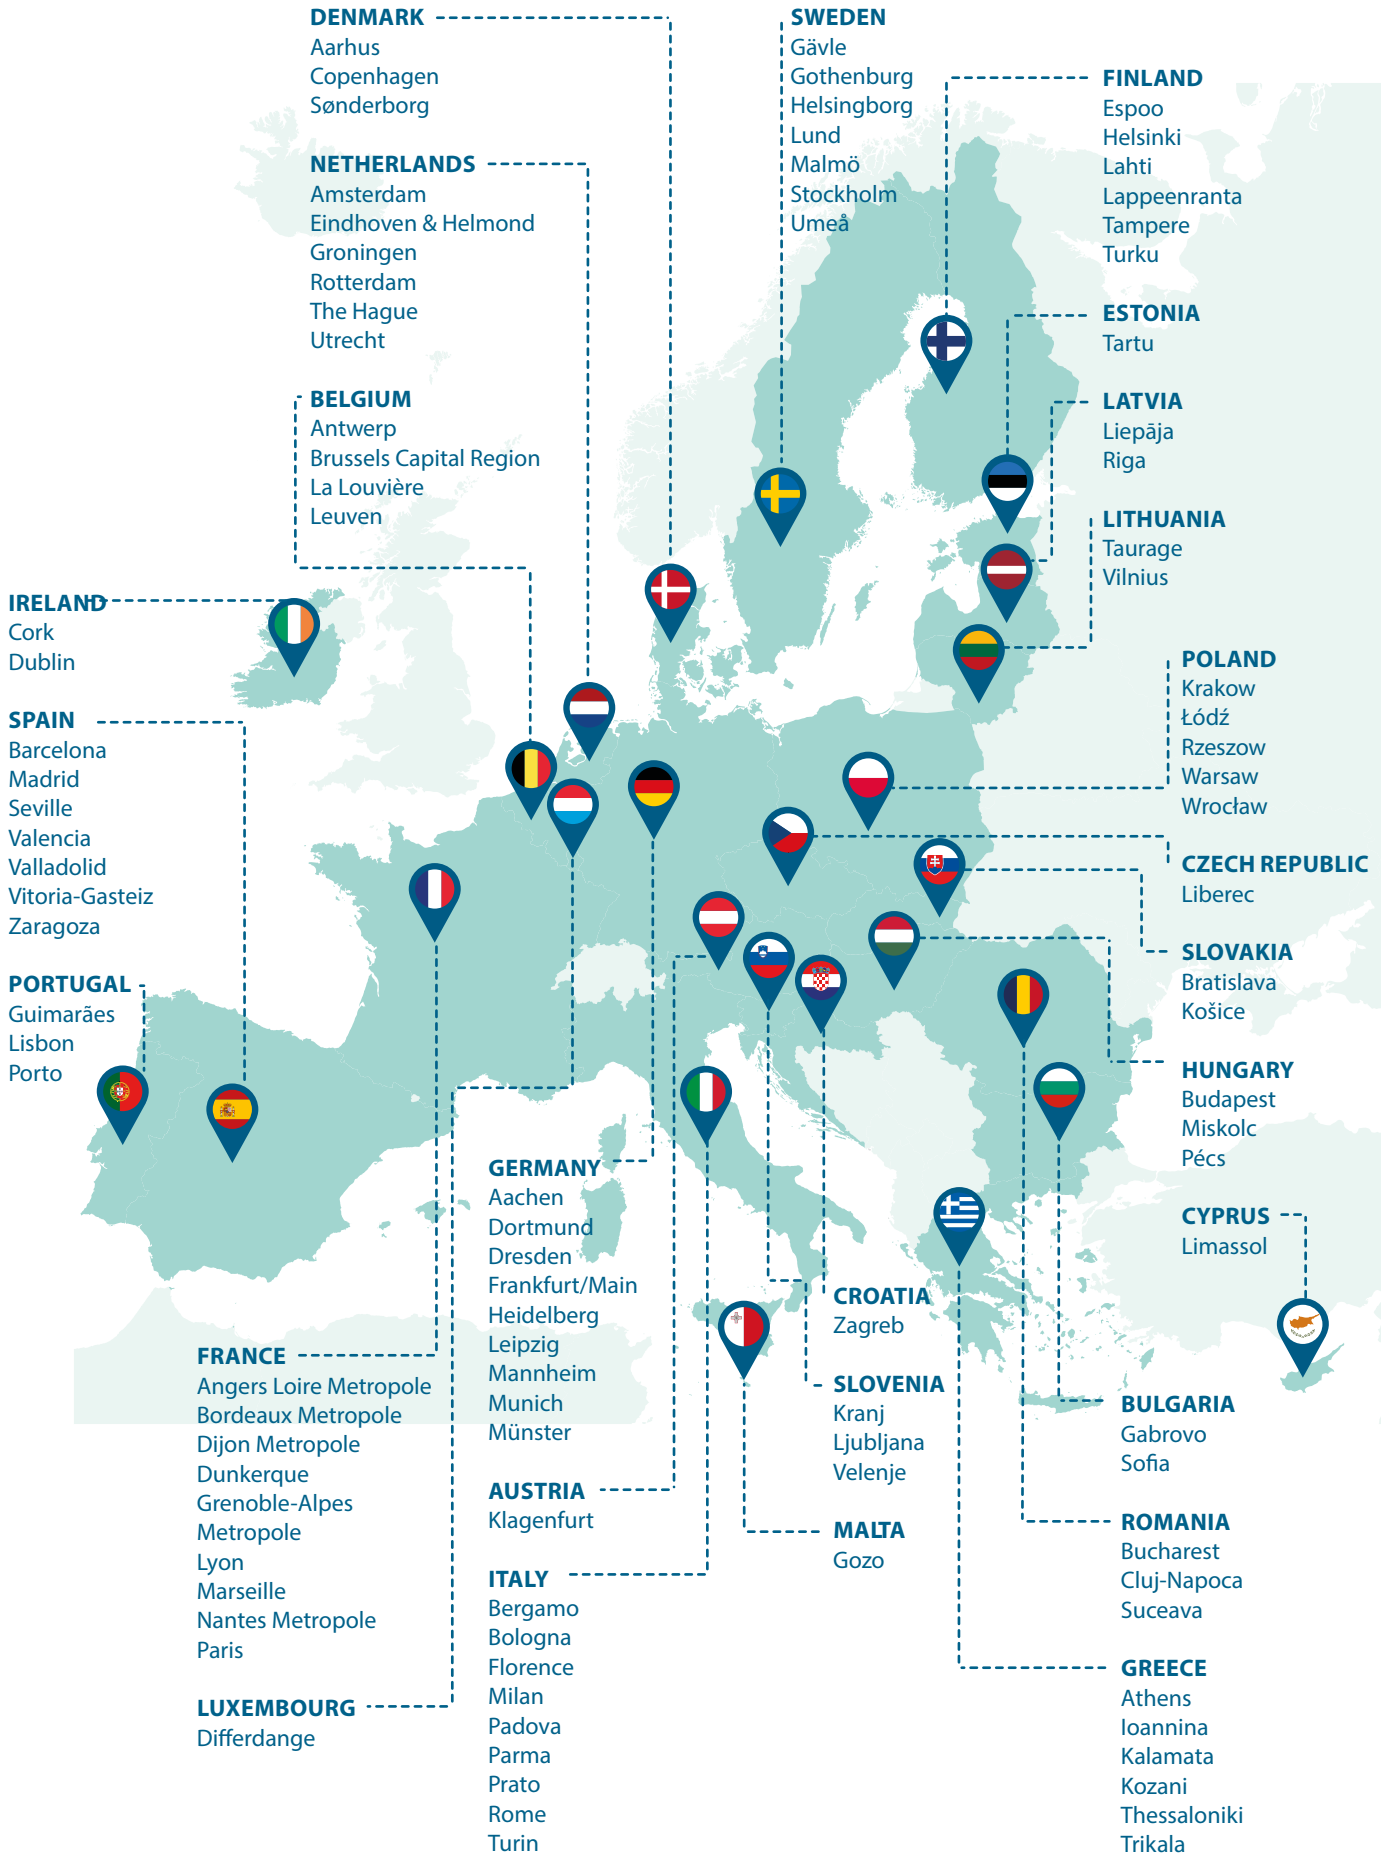 DENMARK
Aarhus
Copenhagen
Sønderborg
NETHERLANDS
Amsterdam
Eindhoven & Helmond
Groningen
Rotterdam
The Hague
Utrecht
BELGIUM
Antwerp
Brussels Capital Region
La Louvière
Leuven
IRELAND
Cork
Dublin
SPAIN
Barcelona
Madrid
Seville
Valencia
Valladolid
Vitoria-Gasteiz
Zaragoza
PORTUGAL
Guimarães
Lisbon
Porto
SWEDEN
Gävle
Gothenburg
Helsingborg
Lund
Malmö
Stockholm
Umeå
FINLAND
Espoo
Helsinki
Lahti
Lappeenranta
Tampere
Turku
ESTONIA
Tartu
LATVIA
Liepāja
Riga
LITHUANIA
Taurage
Vilnius
POLAND
Krakow
Łódź
Rzeszow
Warsaw
Wrocław
CZECH REPUBLIC
Liberec
SLOVAKIA
Bratislava
Košice
HUNGARY
Budapest
Miskolc
Pécs
CYPRUS
Limassol
FRANCE
Angers Loire Metropole
Bordeaux Metropole
Dijon Metropole
Dunkerque
Grenoble-Alpes
Metropole
Lyon
Marseille
Nantes Metropole
Paris
LUXEMBOURG
Differdange
GERMANY
Aachen
Dortmund
Dresden
Frankfurt/Main
Heidelberg
Leipzig
Mannheim
Munich
Münster
AUSTRIA
Klagenfurt
ITALY
Bergamo
Bologna
Florence
Milan
Padova
Parma
Prato
Rome
Turin
CROATIA
Zagreb
SLOVENIA
Kranj
Ljubljana
Velenje
MALTA
Gozo
BULGARIA
Gabrovo
Sofia
ROMANIA
Bucharest
Cluj-Napoca
Suceava
GREECE
Athens
Ioannina
Kalamata
Kozani
Thessaloniki
Trikala